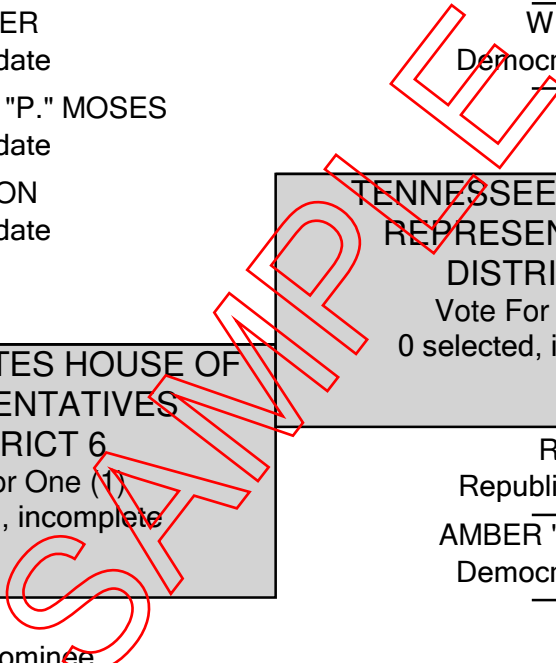 ER
date
"P." MOSES
date
ON
date
TES HOUSE OF
ENTATIVES
RICT 6
or One (1)
, incomplete
ominee
W
Democr
TENNESSEE
REPRESEN
DISTRI
Vote For
0 selected, i
R
Republi
AMBER "
Democr
SAMPLE